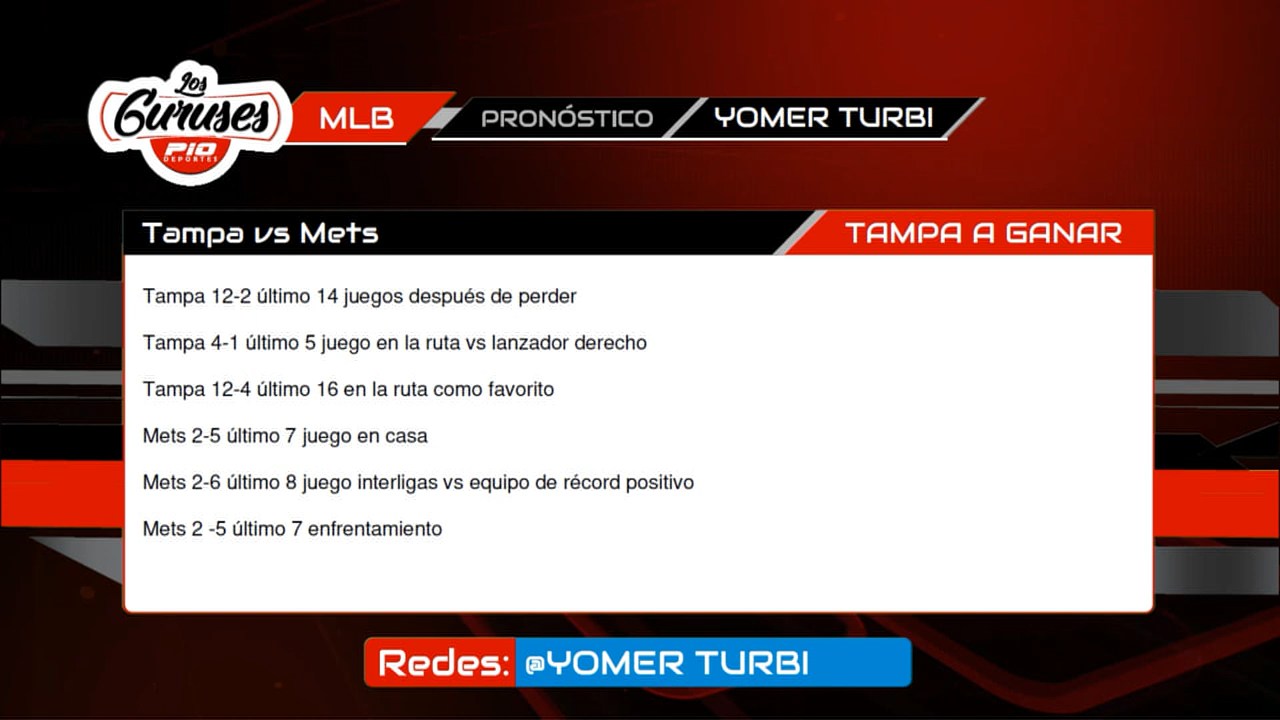 Los
Guruses
PIO
DEPORTES
MLB
PRONÓSTICO
YOMER TURBI
Tampa vs Mets
TAMPA A GANAR
Tampa 12-2 último 14 juegos después de perder
Tampa 4-1 último 5 juego en la ruta vs lanzador derecho
Tampa 12-4 último 16 en la ruta como favorito
Mets 2-5 último 7 juego en casa
Mets 2-6 último 8 juego interligas vs equipo de récord positivo
Mets 2 -5 último 7 enfrentamiento
Redes: @YOMER TURBI